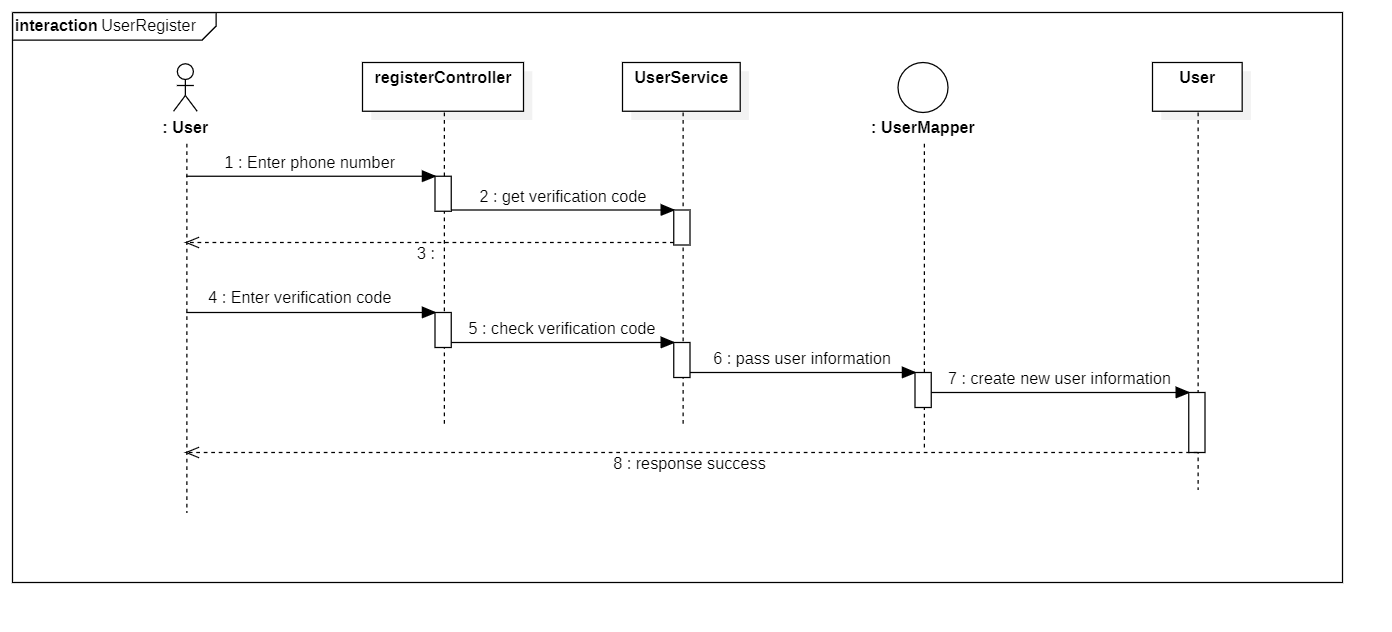 interaction UserRegister
registerController
UserService
User
: User
: UserMapper
1 : Enter phone number
2 : get verification code
3 :
4 : Enter verification code
5 : check verification code
6 : pass user information
7 : create new user information
8 : response success